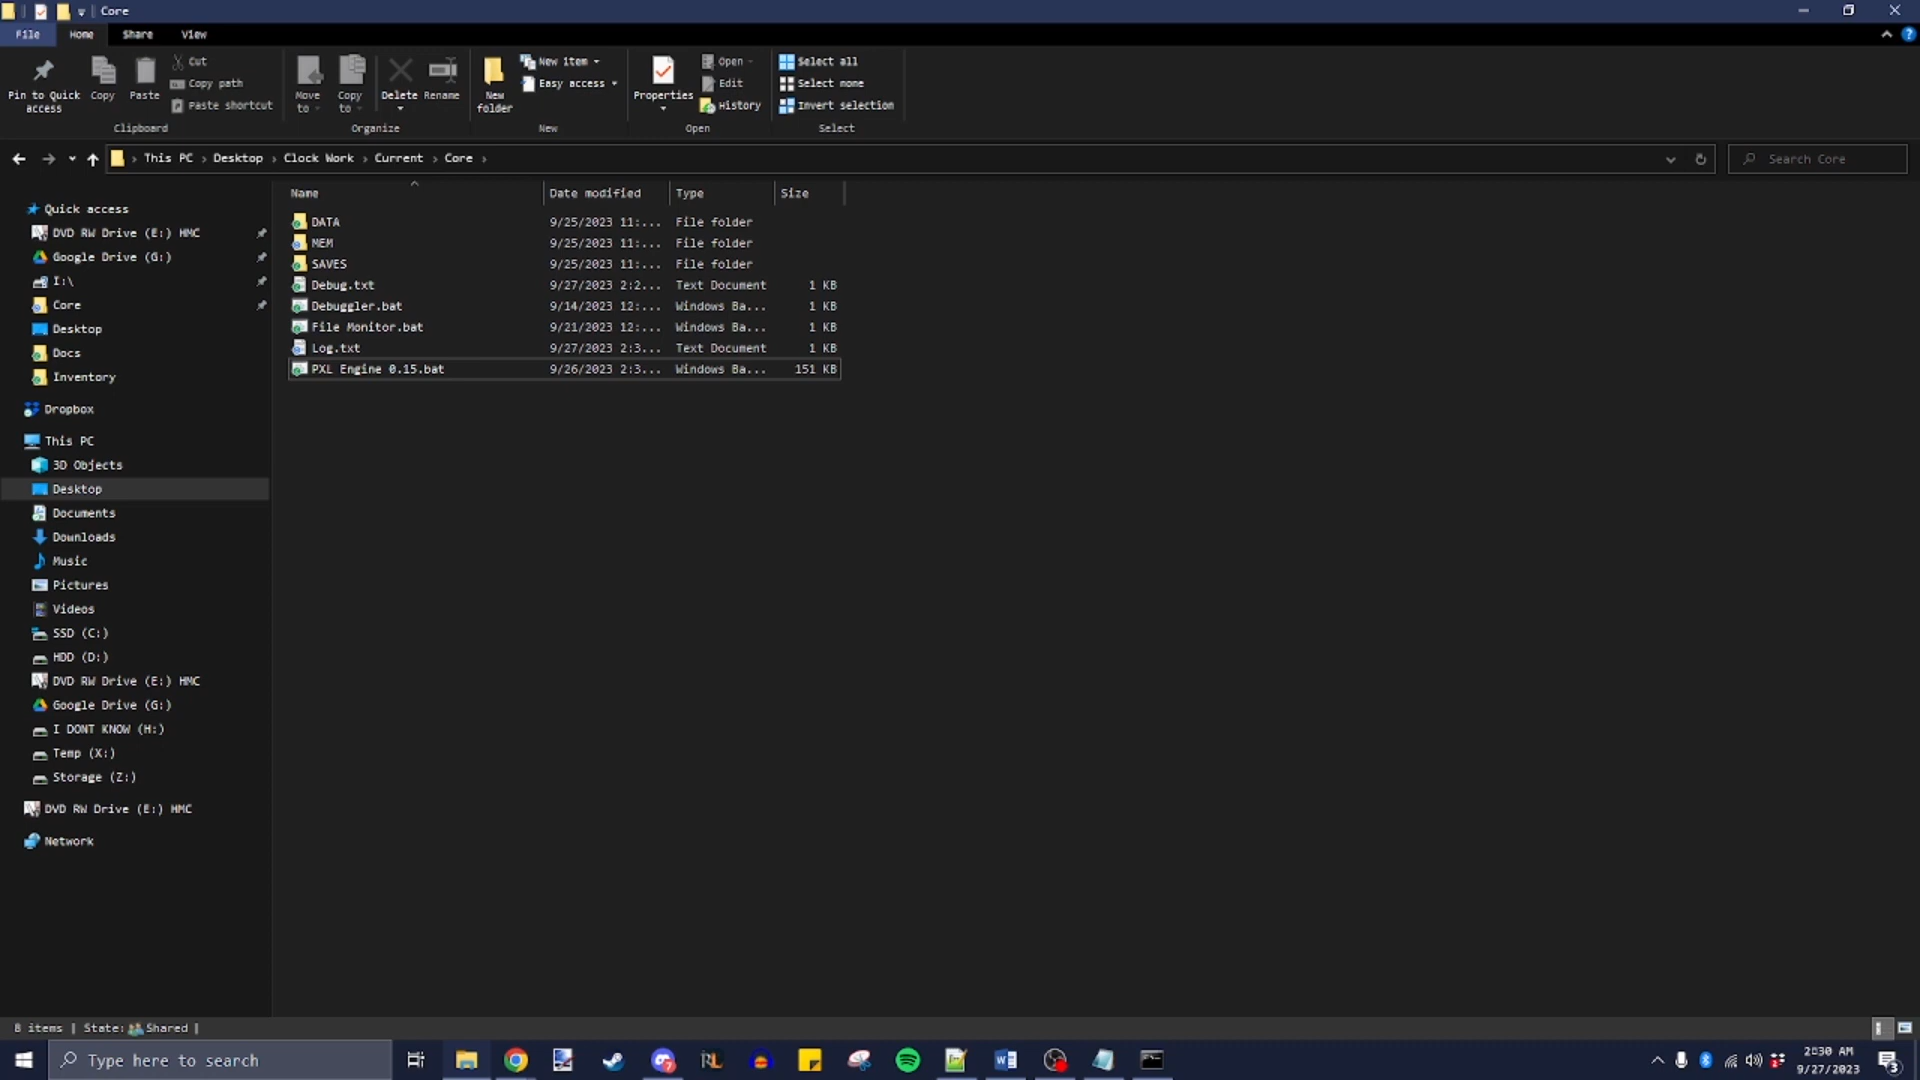 Core
File Home Share View
Pin to Quick access
Copy
Paste
Cut
Copy path
Paste shortcut
Clipboard
Move to
Copy to
Delete
Rename
Organize
New folder
New item
Easy access
New
Properties
Open
Edit
History
Open
Select all
Select none
Invert selection
Select
This PC > Desktop > Clock Work > Current > Core >
Search Core
Name Date modified Type Size
DATA 9/25/2023 11:... File folder
MEM 9/25/2023 11:... File folder
SAVES 9/25/2023 11:... File folder
Debug.txt 9/27/2023 2:2... Text Document 1 KB
Debuggler.bat 9/14/2023 12:... Windows Ba... 1 KB
File Monitor.bat 9/21/2023 12:... Windows Ba... 1 KB
Log.txt 9/27/2023 2:3... Text Document 1 KB
PXL Engine 0.15.bat 9/26/2023 2:3... Windows Ba... 151 KB
Quick access
DVD RW Drive (E:) HMC
Google Drive (G:)
I:\
Core
Desktop
Docs
Inventory
Dropbox
This PC
3D Objects
Desktop
Documents
Downloads
Music
Pictures
Videos
SSD (C:)
HDD (D:)
DVD RW Drive (E:) HMC
Google Drive (G:)
I DONT KNOW (H:)
Temp (X:)
Storage (Z:)
DVD RW Drive (E:) HMC
Network
8 items | State: Shared |
Type here to search
2:30 AM
9/27/2023
3